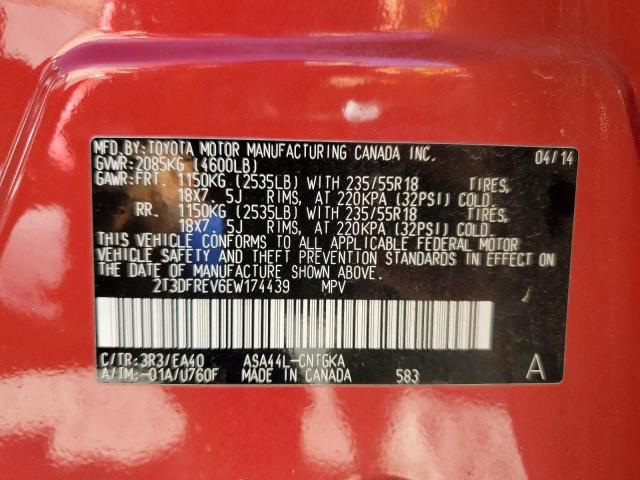 MFD.BY:TOYOTA MOTOR MANUFACTURING CANADA INC. 04/14
GVWR:2085KG (4600LB)
GAWR:FRT. 1150KG (2535LB) WITH 235/55R18 TIRES,
18X7.5J RIMS, AT 220KPA (32PSI) COLD.
RR. 1150KG (2535LB) WITH 235/55R18 TIRES,
18X7.5J RIMS, AT 220KPA (32PSI) COLD.
THIS VEHICLE CONFORMS TO ALL APPLICABLE FEDERAL MOTOR
VEHICLE SAFETY AND THEFT PREVENTION STANDARDS IN EFFECT ON
THE DATE OF MANUFACTURE SHOWN ABOVE.
2T3DFREV6EW174439 MPV
C/TR:3R3/EA40 ASA44L-CNTGKA A
A/TM:-01A/U760F MADE IN CANADA 583